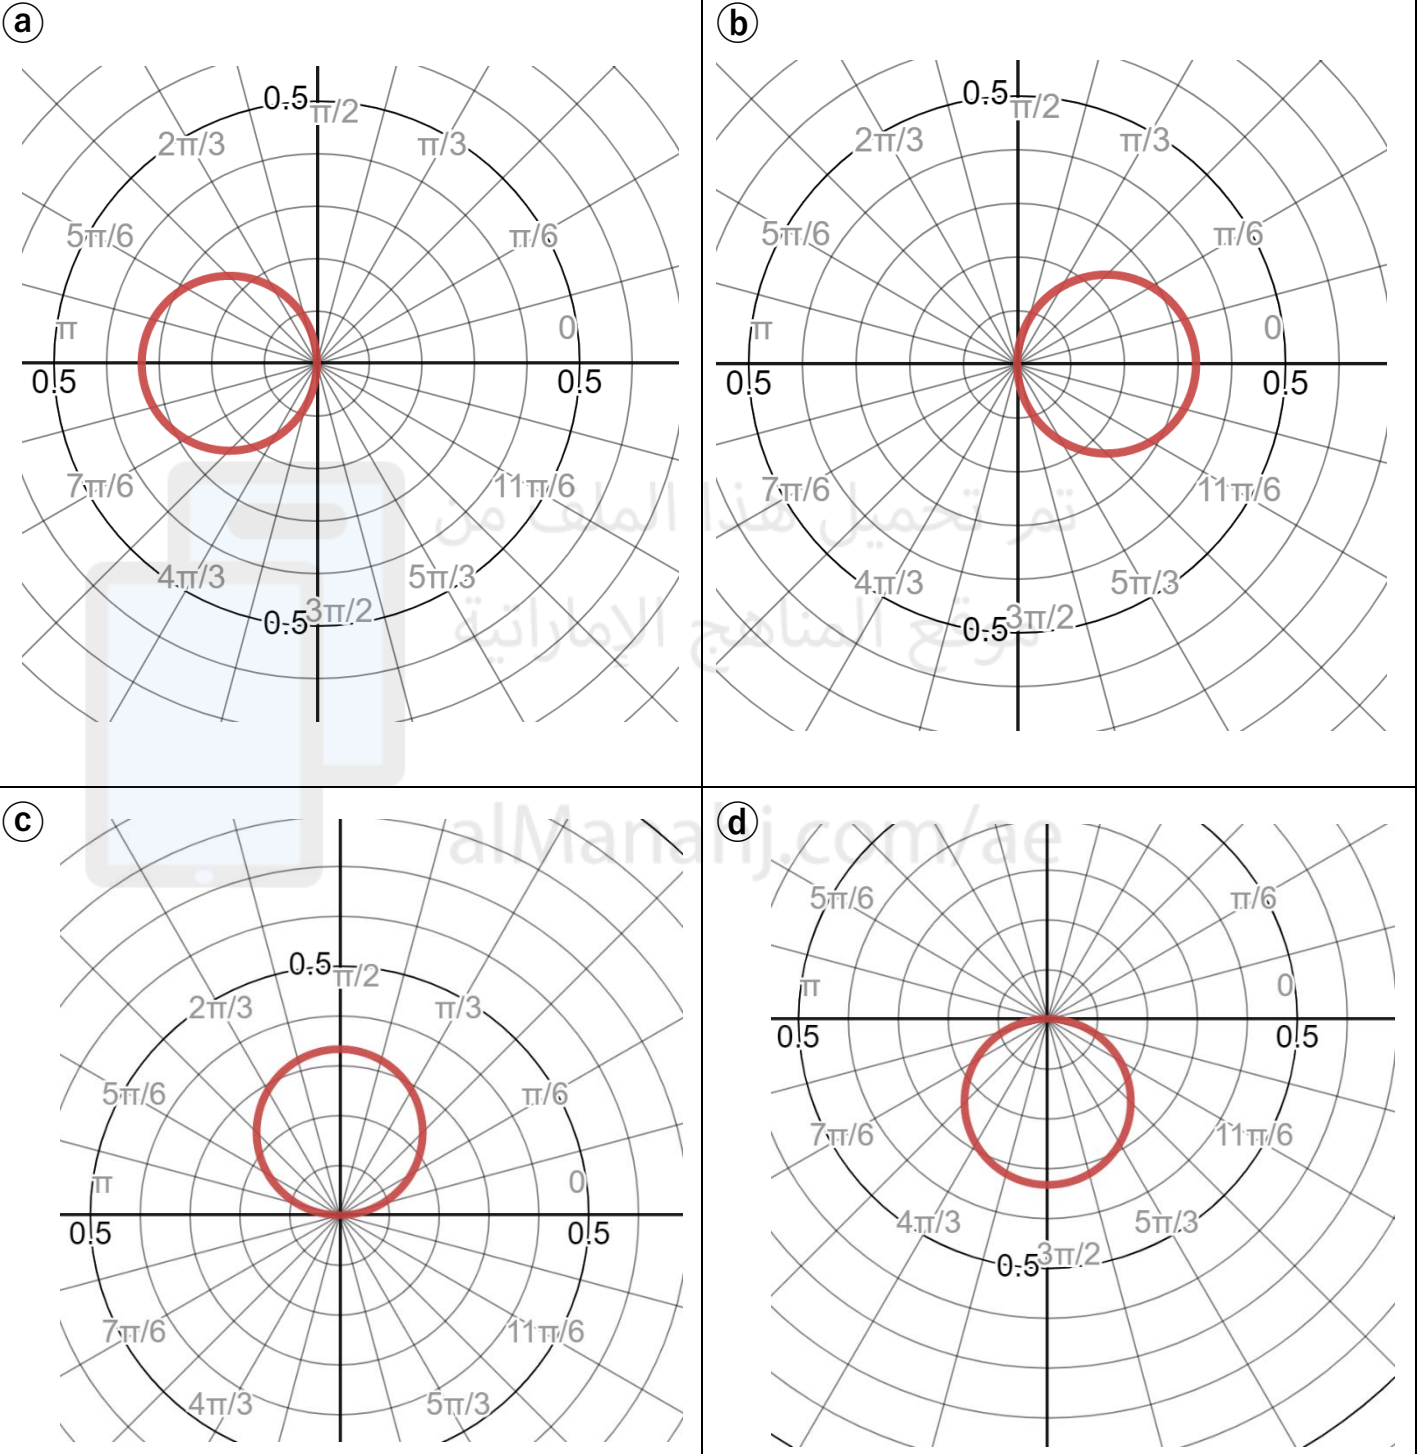 a
0.5
π/2
2π/3
π/3
5π/6
π/6
π
0
0.5
0.5
7π/6
11π/6
4π/3
5π/3
0.5
3π/2
b
0.5
π/2
2π/3
π/3
5π/6
π/6
π
0
0.5
0.5
7π/6
11π/6
4π/3
5π/3
0.5
3π/2
تم تحميل هذا الملف من
موقع المناهج الإماراتية
alManahj.com/ae
c
0.5
π/2
2π/3
π/3
5π/6
π/6
π
0
0.5
0.5
7π/6
11π/6
4π/3
5π/3
d
5π/6
π/6
π
0
0.5
0.5
7π/6
11π/6
4π/3
5π/3
0.5
3π/2